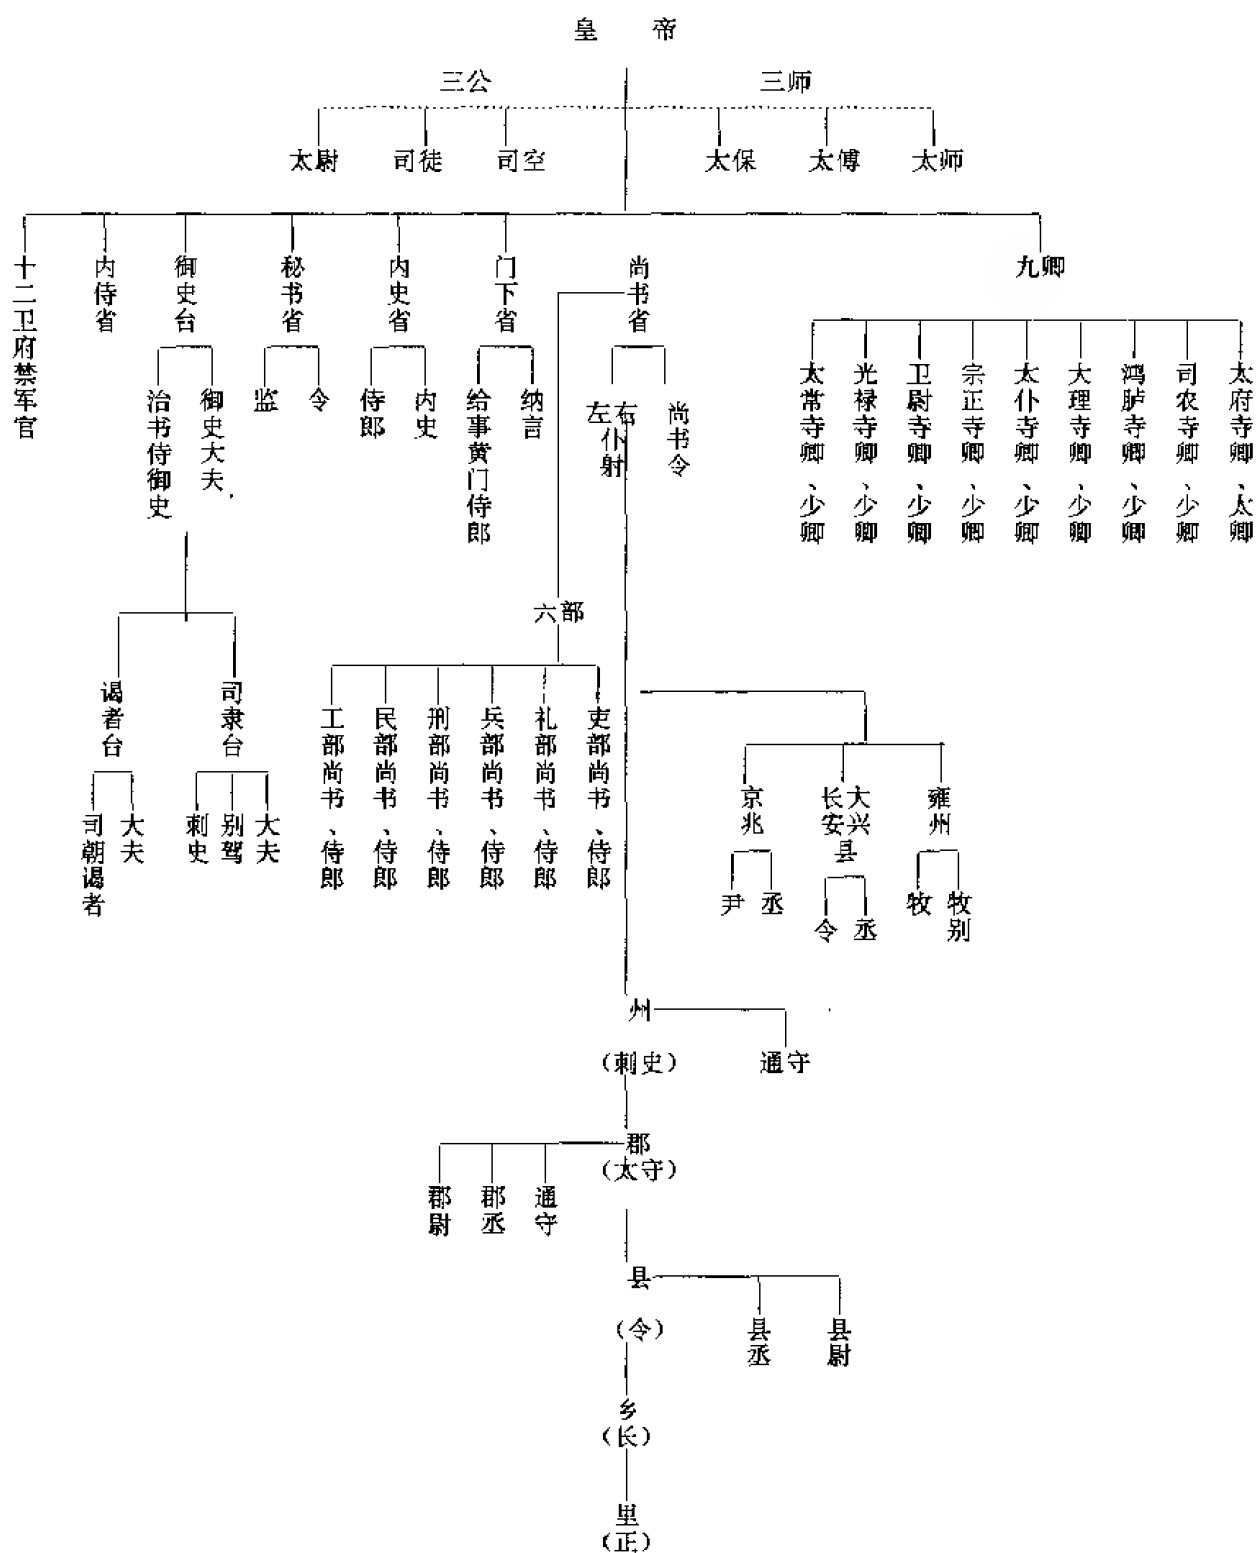 皇 帝
三公
三师
太尉
司徒
司空
太保
太傅
太师
十二卫府禁军官
内侍省
御史台
秘书省
内史省
门下省
尚书省
九卿
治书侍御史
御史大夫
监
令
侍郎
内史
给事黄门侍郎
纳言
左右仆射
尚书令
太常寺卿、少卿
光禄寺卿、少卿
卫尉寺卿、少卿
宗正寺卿、少卿
太仆寺卿、少卿
大理寺卿、少卿
鸿胪寺卿、少卿
司农寺卿、少卿
太府寺卿、太卿
六部
谒者台
司隶台
工部尚书、侍郎
民部尚书、侍郎
刑部尚书、侍郎
兵部尚书、侍郎
礼部尚书、侍郎
吏部尚书、侍郎
司朝谒者
大夫
刺史
别驾
大夫
京兆
长安大兴县
雍州
尹
丞
令
丞
牧
牧别
州
(刺史)
通守
郡
(太守)
郡尉
郡丞
通守
县
(令)
县丞
县尉
乡
(长)
里
(正)